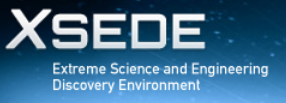 XSEDE
Extreme Science and Engineering
Discovery Environment